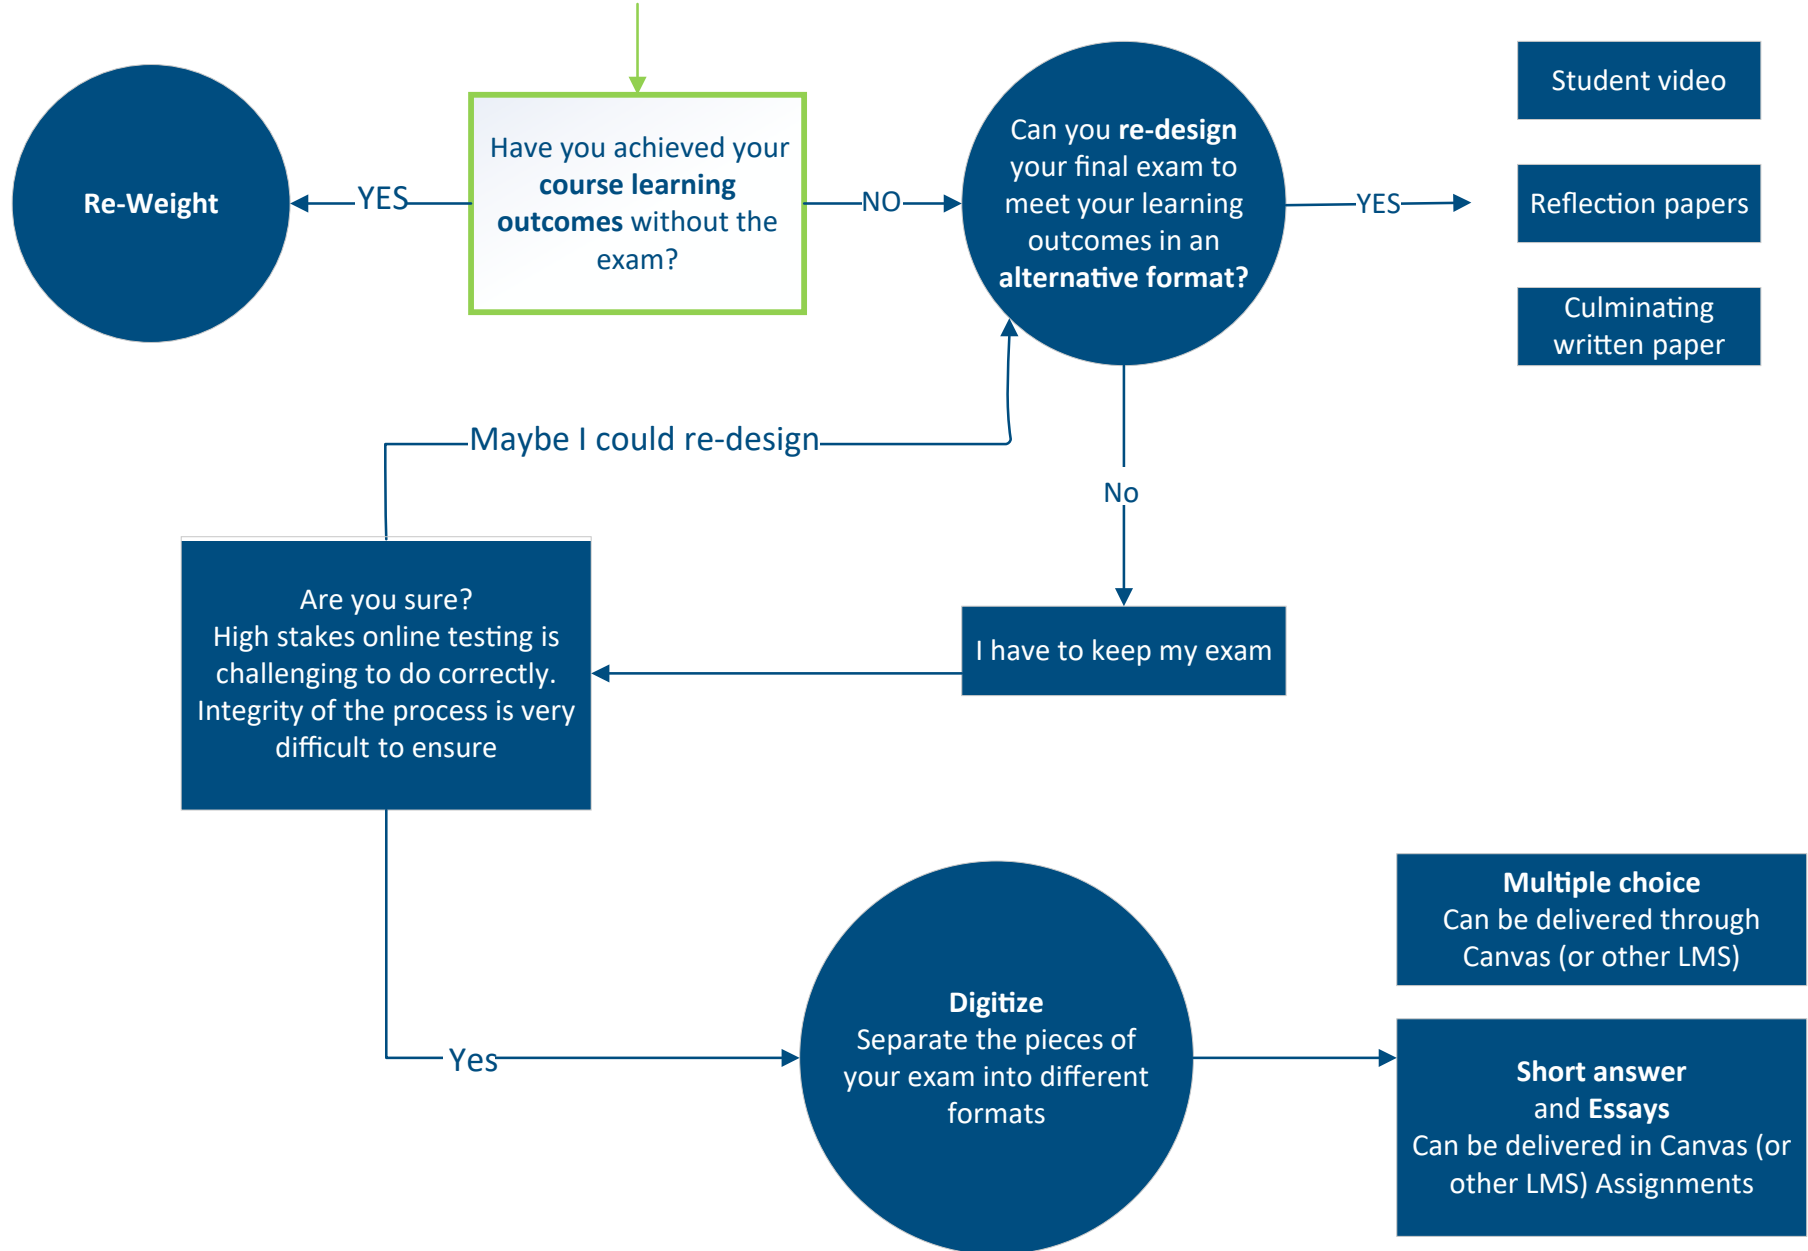 Re-Weight
YES
Have you achieved your
course learning
outcomes without the
exam?
NO
Can you re-design
your final exam to
meet your learning
outcomes in an
alternative format?
YES
Student video
Reflection papers
Culminating
written paper
Maybe I could re-design
No
Are you sure?
High stakes online testing is
challenging to do correctly.
Integrity of the process is very
difficult to ensure
I have to keep my exam
Yes
Digitize
Separate the pieces of
your exam into different
formats
Multiple choice
Can be delivered through
Canvas (or other LMS)
Short answer
and Essays
Can be delivered in Canvas (or
other LMS) Assignments